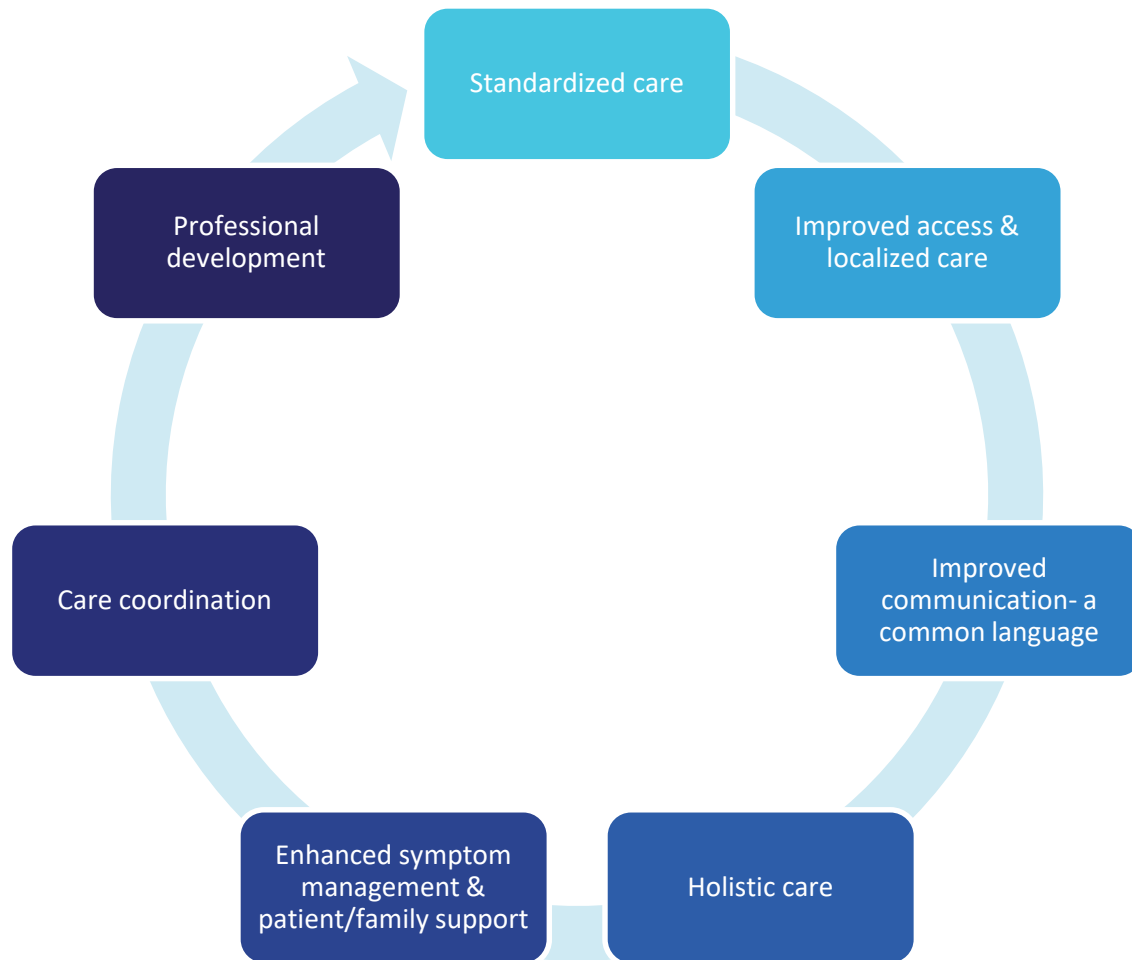 Standardized care
Improved access &
localized care
Improved
communication- a
common language
Holistic care
Enhanced symptom
management &
patient/family support
Care coordination
Professional
development